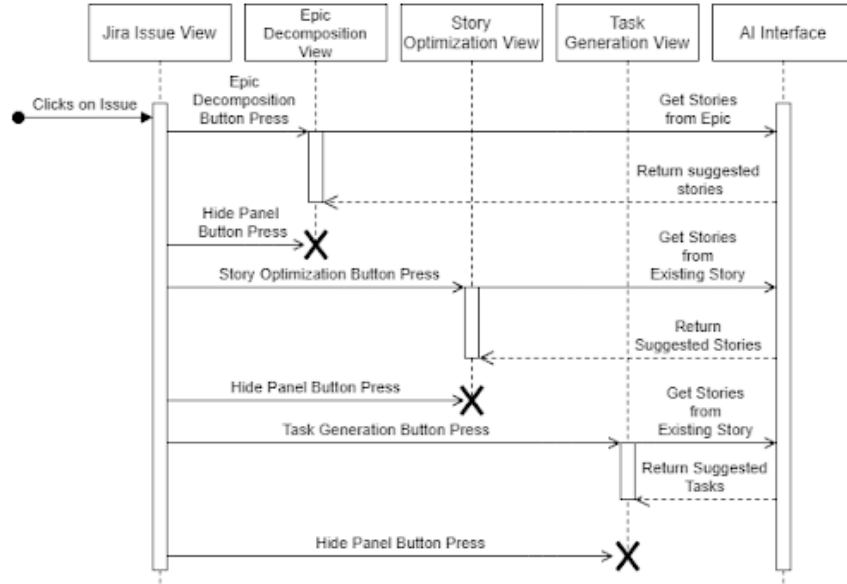 Jira Issue View
Epic
Decomposition
View
Story
Optimization View
Task
Generation View
AI Interface
Clicks on Issue
Epic
Decomposition
Button Press
Get Stories
from Epic
Return suggested
stories
Hide Panel
Button Press
Get Stories
from
Existing Story
Story Optimization Button Press
Return
Suggested Stories
Hide Panel Button Press
Get Stories
from
Existing Story
Task Generation Button Press
Return Suggested
Tasks
Hide Panel Button Press